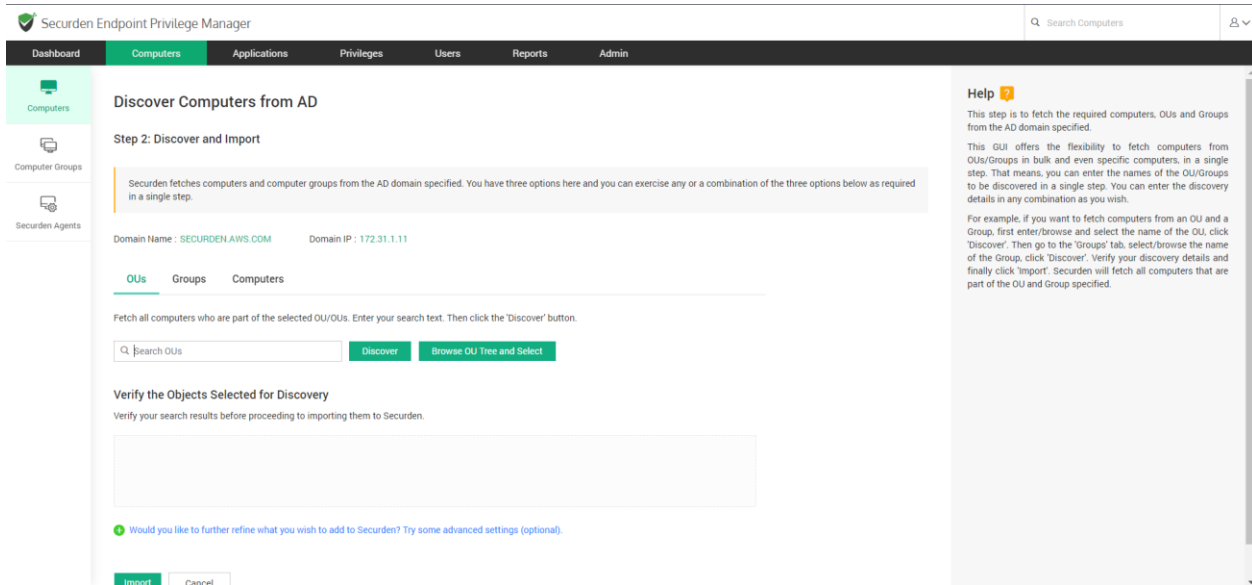 Securden Endpoint Privilege Manager
Search Computers
Dashboard Computers Applications Privileges Users Reports Admin
Computers
Computer Groups
Securden Agents
Discover Computers from AD
Step 2: Discover and Import
Securden fetches computers and computer groups from the AD domain specified. You have three options here and you can exercise any or a combination of the three options below as required
in a single step.
Domain Name : SECURDEN.AWS.COM Domain IP : 172.31.1.11
OUs Groups Computers
Fetch all computers who are part of the selected OU/OUs. Enter your search text. Then click the 'Discover' button.
Search OUs Discover Browse OU Tree and Select
Verify the Objects Selected for Discovery
Verify your search results before proceeding to importing them to Securden.
Would you like to further refine what you wish to add to Securden? Try some advanced settings (optional).
Import Cancel
Help ?
This step is to fetch the required computers, OUs and Groups
from the AD domain specified.
This GUI offers the flexibility to fetch computers from
OUs/Groups in bulk and even specific computers, in a single
step. That means, you can enter the names of the OU/Groups
to be discovered in a single step. You can enter the discovery
details in any combination as you wish.
For example, if you want to fetch computers from an OU and a
Group, first enter/browse and select the name of the OU, click
'Discover'. Then go to the 'Groups' tab, select/browse the name
of the Group, click 'Discover'. Verify your discovery details and
finally click 'Import'. Securden will fetch all computers that are
part of the OU and Group specified.